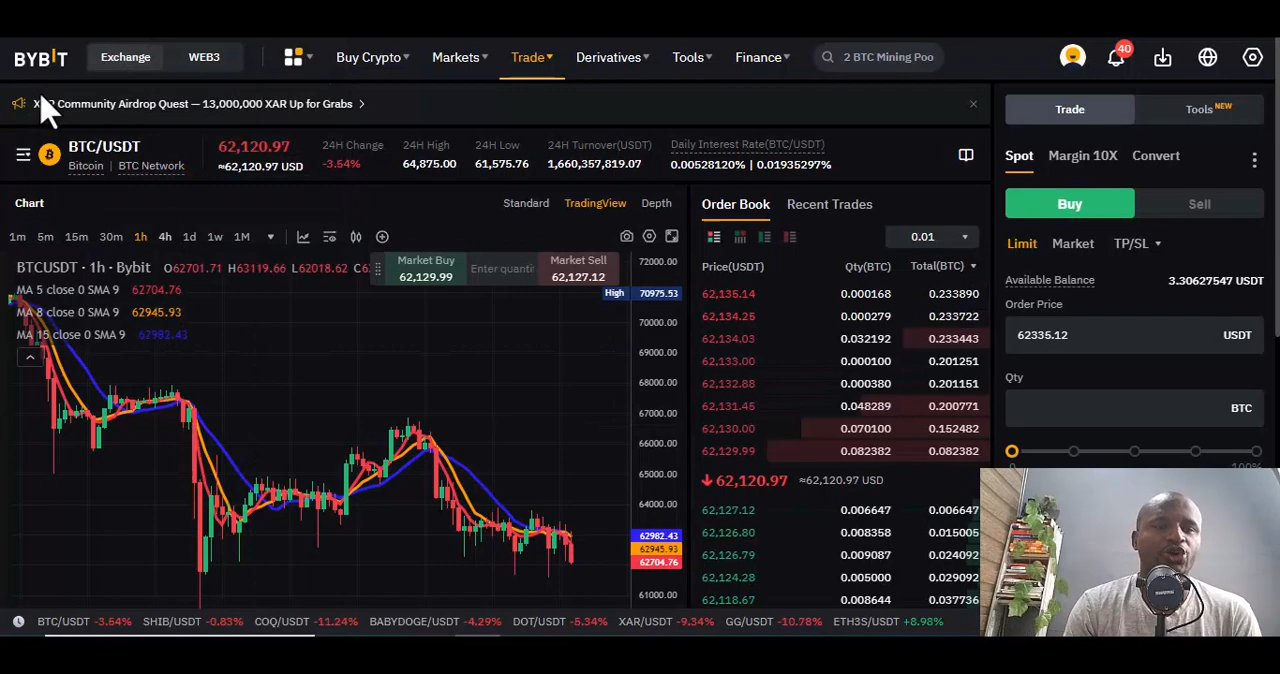 BYBIT Exchange WEB3 Buy Crypto Markets Trade Derivatives Tools Finance 2 BTC Mining Poo 40
Community Airdrop Quest — 13,000,000 XAR Up for Grabs
BTC/USDT
Bitcoin BTC Network
62,120.97
≈62,120.97 USD
24H Change
-3.54%
24H High
64,875.00
24H Low
61,575.76
24H Turnover(USDT)
1,660,357,819.07
Daily Interest Rate(BTC/USDT)
0.00528120% | 0.01935297%
Chart Standard TradingView Depth
1m 5m 15m 30m 1h 4h 1d 1w 1M
BTCUSDT · 1h · Bybit O62701.71 H63119.66 L62018.62
MA 5 close 0 SMA 9 62704.76
MA 8 close 0 SMA 9 62945.93
MA 15 close 0 SMA 9 62982.43
Market Buy
62,129.99
Enter quanti
Market Sell
62,127.12
72000.00
High 70975.53
70000.00
69000.00
68000.00
67000.00
66000.00
65000.00
64000.00
62982.43
62945.93
62704.76
61000.00
Order Book Recent Trades
0.01
Price(USDT) Qty(BTC) Total(BTC)
62,135.14 0.000168 0.233890
62,134.25 0.000279 0.233722
62,134.03 0.032192 0.233443
62,133.00 0.000100 0.201251
62,132.88 0.000380 0.201151
62,131.45 0.048289 0.200771
62,130.00 0.070100 0.152482
62,129.99 0.082382 0.082382
62,120.97 ≈62,120.97 USD
62,127.12 0.006647 0.006647
62,126.80 0.008358 0.015005
62,126.79 0.009087 0.024092
62,124.28 0.005000 0.029092
62,118.67 0.008644 0.037736
Trade Tools NEW
Spot Margin 10X Convert
Buy Sell
Limit Market TP/SL
Available Balance 3.30627547 USDT
Order Price
62335.12 USDT
Qty
BTC
BTC/USDT -3.54% SHIB/USDT -0.83% COQ/USDT -11.24% BABYDOGE/USDT -4.29% DOT/USDT -5.34% XAR/USDT -9.34% GG/USDT -10.78% ETH3S/USDT +8.98%